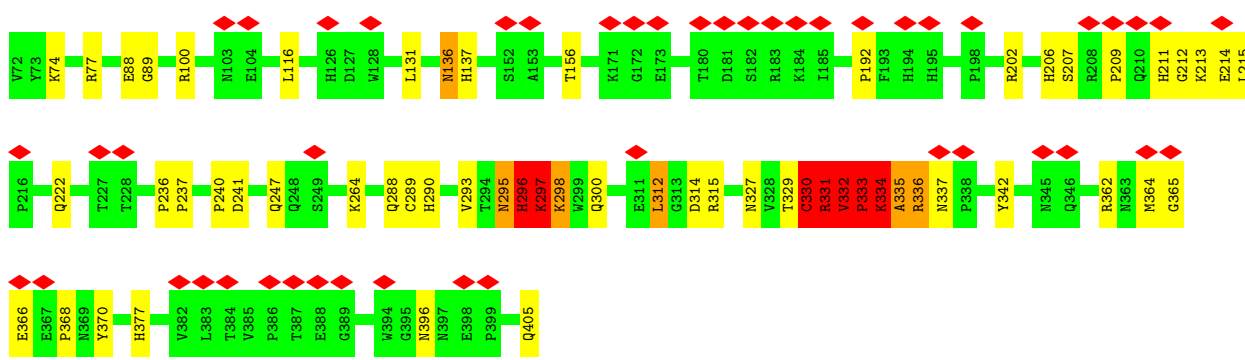 V72 Y73 K74 R77 E88 G89 R100 N103 E104 L116 H126 D127 W128 L131 N136 H137 S152 A153 T156 K171 G172 E173 T180 D181 S182 R183 K184 I185 P192 F193 H194 H195 P198 R202 H206 S207 R208 P209 Q210 H211 G212 K213 E214 L215
P216 Q222 T227 T228 P236 P237 P240 D241 Q247 Q248 S249 K264 Q288 C289 H290 V293 T294 N295 H296 K297 K298 W299 Q300 E311 L312 G313 D314 R315 N327 V328 T329 C330 R331 V332 P333 K334 A335 R336 N337 P338 Y342 N345 Q346 R362 N363 M364 G365
E366 E367 P368 N369 Y370 H377 V382 L383 T384 V385 P386 T387 E388 G389 W394 G395 N396 N397 E398 P399 Q405